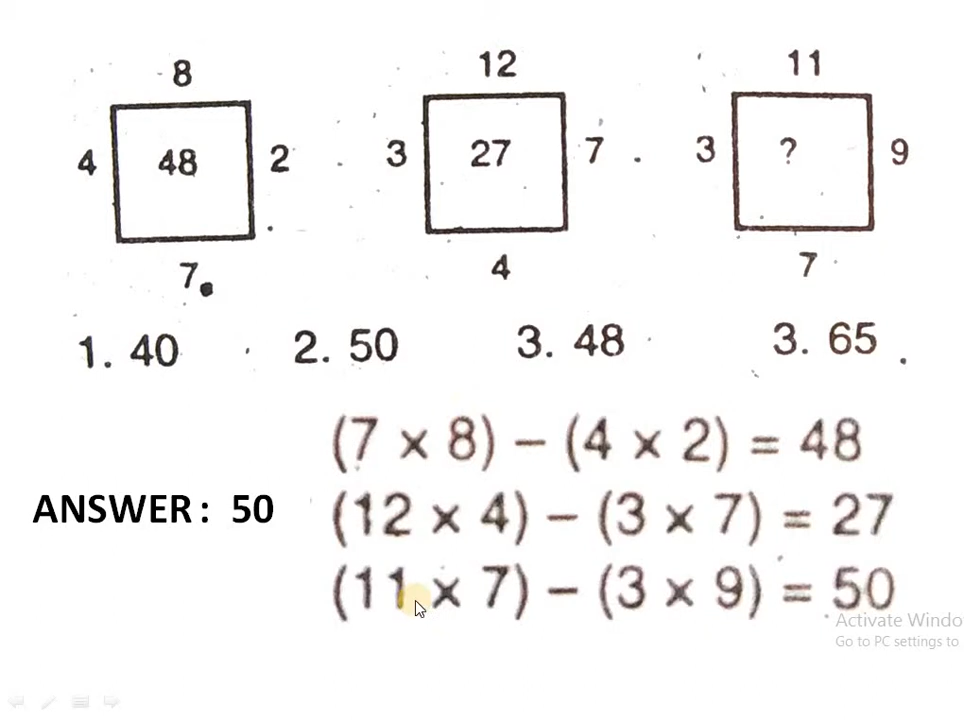 8 12 11
4 48 2 3 27 7 3 ? 9
7 4 7
1. 40 2. 50 3. 48 3. 65
(7 × 8) – (4 × 2) = 48
ANSWER : 50 (12 × 4) – (3 × 7) = 27
(11 × 7) – (3 × 9) = 50
Activate Windo
Go to PC settings to